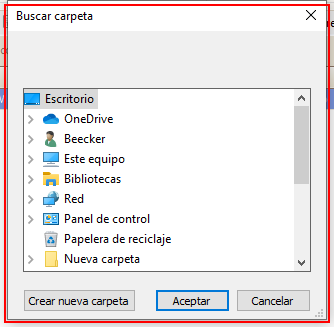 Buscar carpeta
Escritorio
OneDrive
Beecker
Este equipo
Bibliotecas
Red
Panel de control
Papelera de reciclaje
Nueva carpeta
Crear nueva carpeta
Aceptar
Cancelar